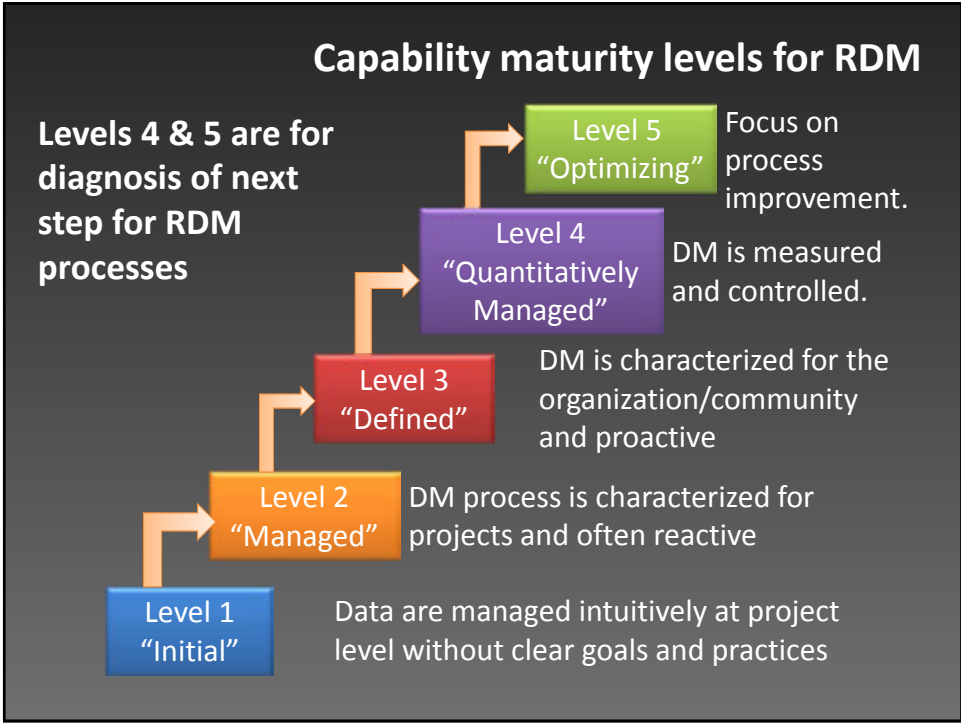 Capability maturity levels for RDM
Levels 4 & 5 are for
diagnosis of next
step for RDM
processes
Level 5
“Optimizing”
Focus on
process
improvement.
Level 4
“Quantitatively
Managed”
DM is measured
and controlled.
Level 3
“Defined”
DM is characterized for the
organization/community
and proactive
Level 2
“Managed”
DM process is characterized for
projects and often reactive
Level 1
“Initial”
Data are managed intuitively at project
level without clear goals and practices